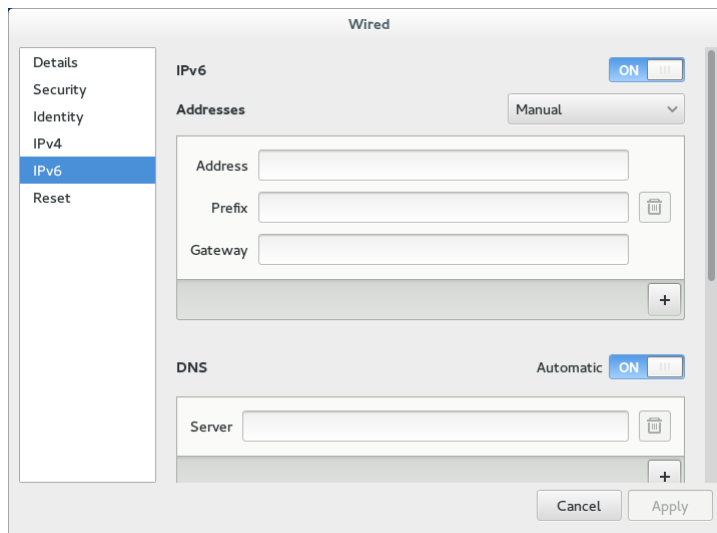 Wired
Details
Security
Identity
IPv4
IPv6
Reset
IPv6 ON
Addresses Manual
Address
Prefix
Gateway
+
DNS Automatic ON
Server
+
Cancel Apply